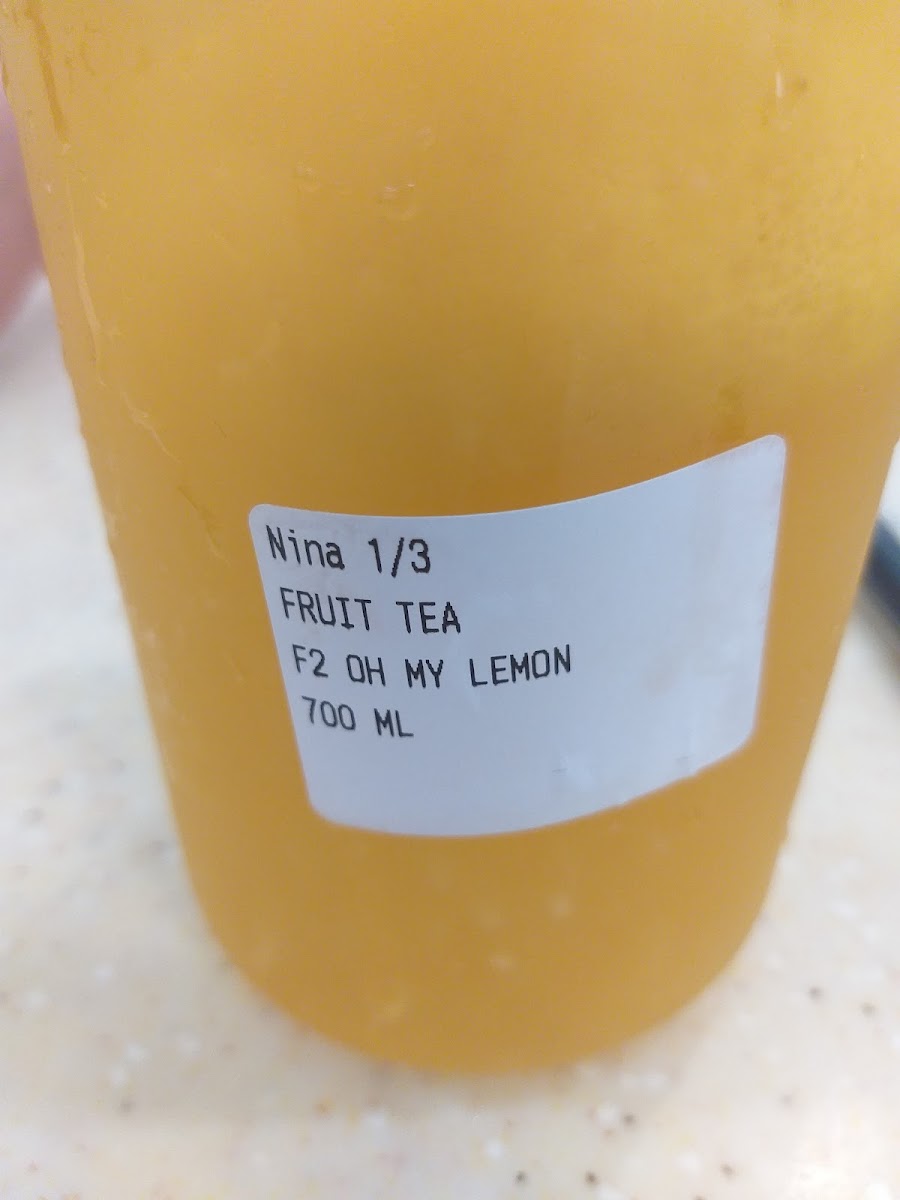 Nina 1/3
FRUIT TEA
F2 OH MY LEMON
700 ML